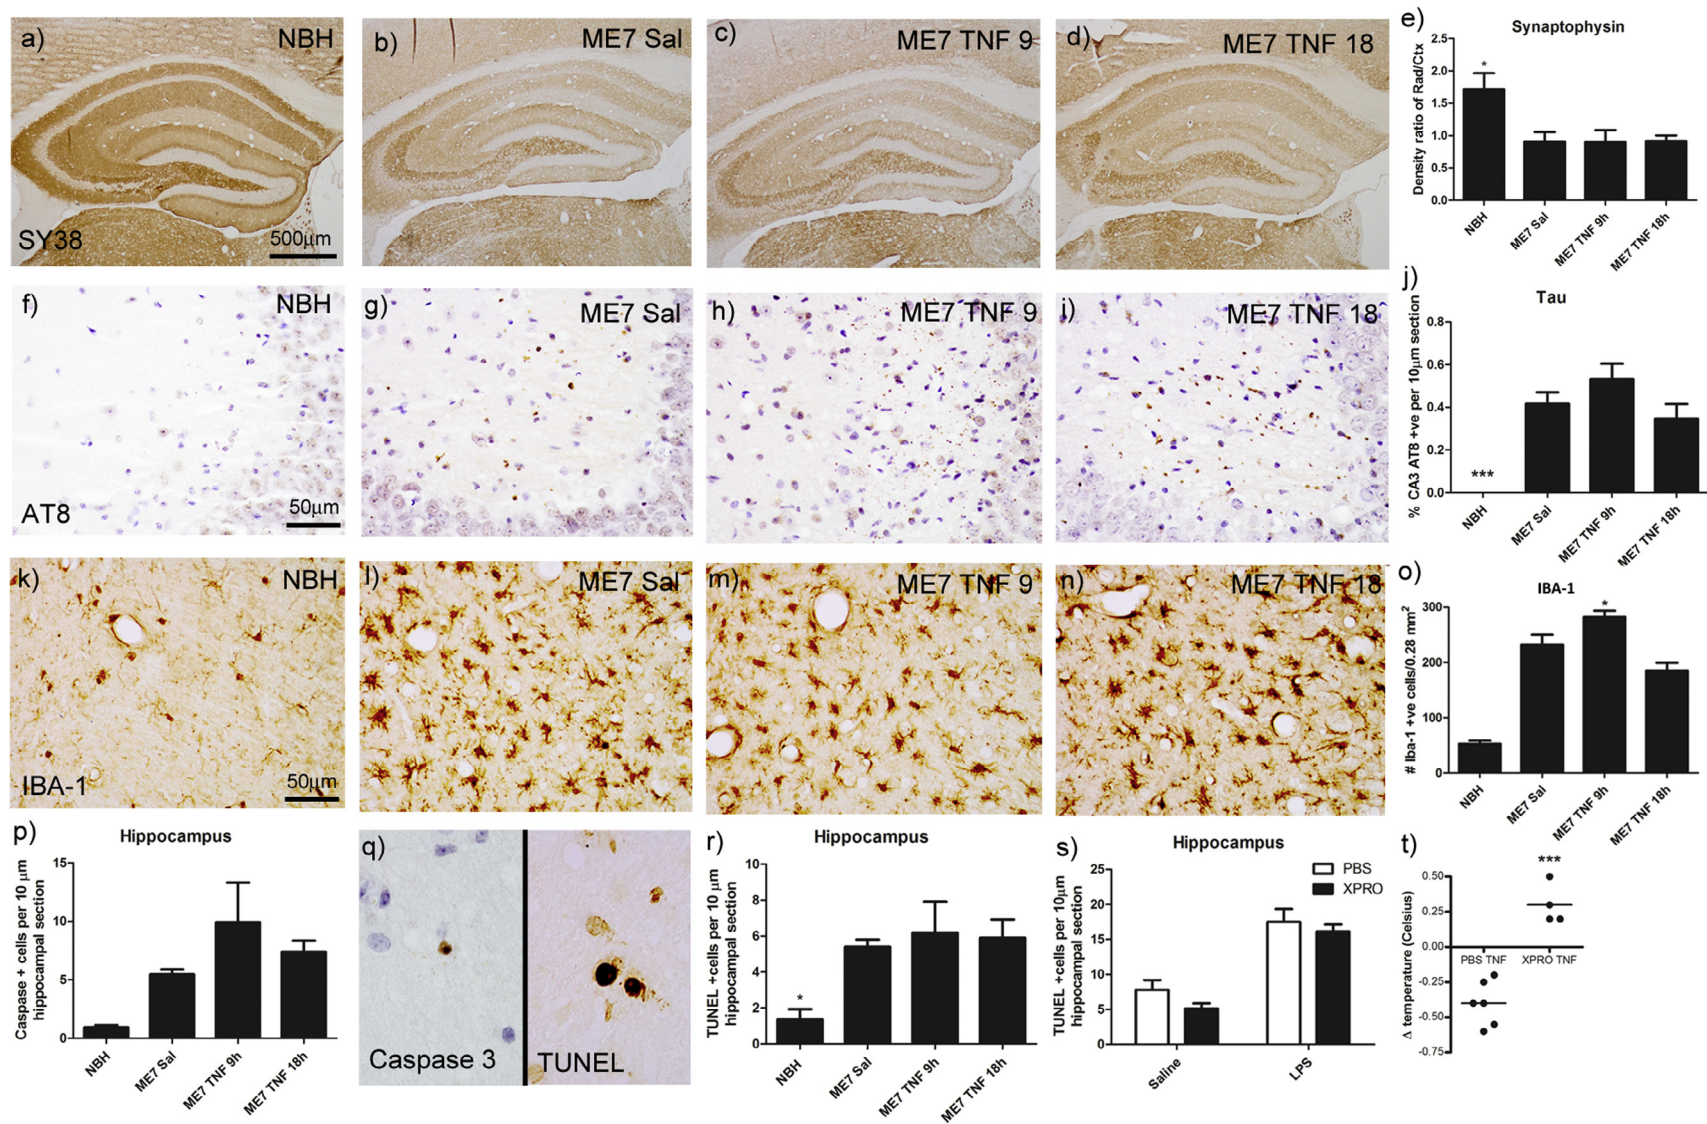 a) NBH
SY38
500µm
b) ME7 Sal
c) ME7 TNF 9
d) ME7 TNF 18
e) Synaptophysin
Density ratio of Rad/Ctx
2.5
2.0
1.5
1.0
0.5
0.0
*
NBH
ME7 Sal
ME7 TNF 9h
ME7 TNF 18h
f) NBH
AT8
50µm
g) ME7 Sal
h) ME7 TNF 9
i) ME7 TNF 18
j) Tau
% CA3 AT8 +ve per 10µm section
0.8
0.6
0.4
0.2
0.0
***
NBH
ME7 Sal
ME7 TNF 9h
ME7 TNF 18h
k) NBH
IBA-1
50µm
l) ME7 Sal
m) ME7 TNF 9
n) ME7 TNF 18
o) IBA-1
# Iba-1 +ve cells/0.28 mm²
300
200
100
0
*
NBH
ME7 Sal
ME7 TNF 9h
ME7 TNF 18h
p) Hippocampus
Caspase + cells per 10 µm
hippocampal section
15
10
5
0
NBH
ME7 Sal
ME7 TNF 9h
ME7 TNF 18h
q)
Caspase 3
TUNEL
r) Hippocampus
TUNEL +cells per 10 µm
hippocampal section
10
8
6
4
2
0
*
NBH
ME7 Sal
ME7 TNF 9h
ME7 TNF 18h
s) Hippocampus
TUNEL +cells per 10µm
hippocampal section
25
20
15
10
5
0
PBS
XPRO
Saline
LPS
t)
Δ temperature (Celsius)
0.50
0.25
0.00
-0.25
-0.50
-0.75
***
PBS TNF
XPRO TNF